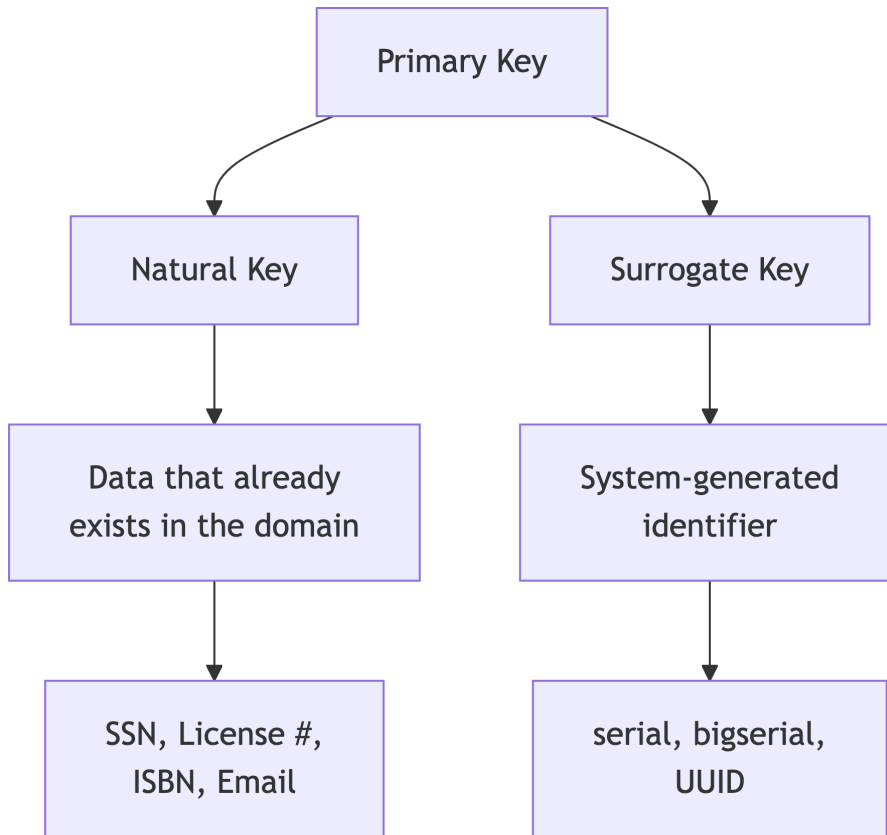 Primary Key
Natural Key
Surrogate Key
Data that already
exists in the domain
System-generated
identifier
SSN, License #,
ISBN, Email
serial, bigserial,
UUID